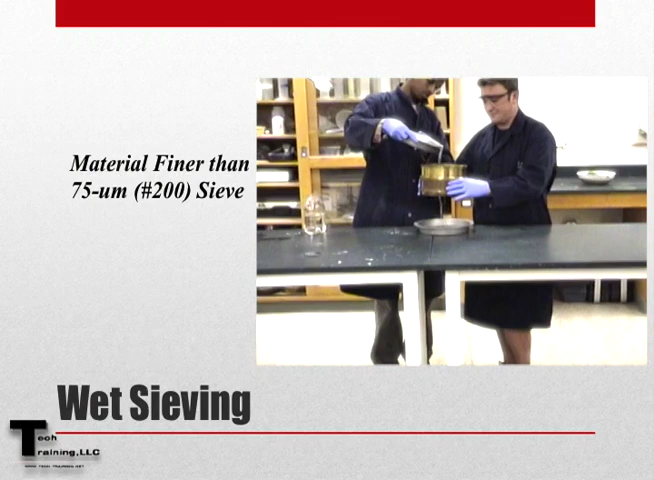 Material Finer than
75-um (#200) Sieve
Wet Sieving
Tech
Training,LLC